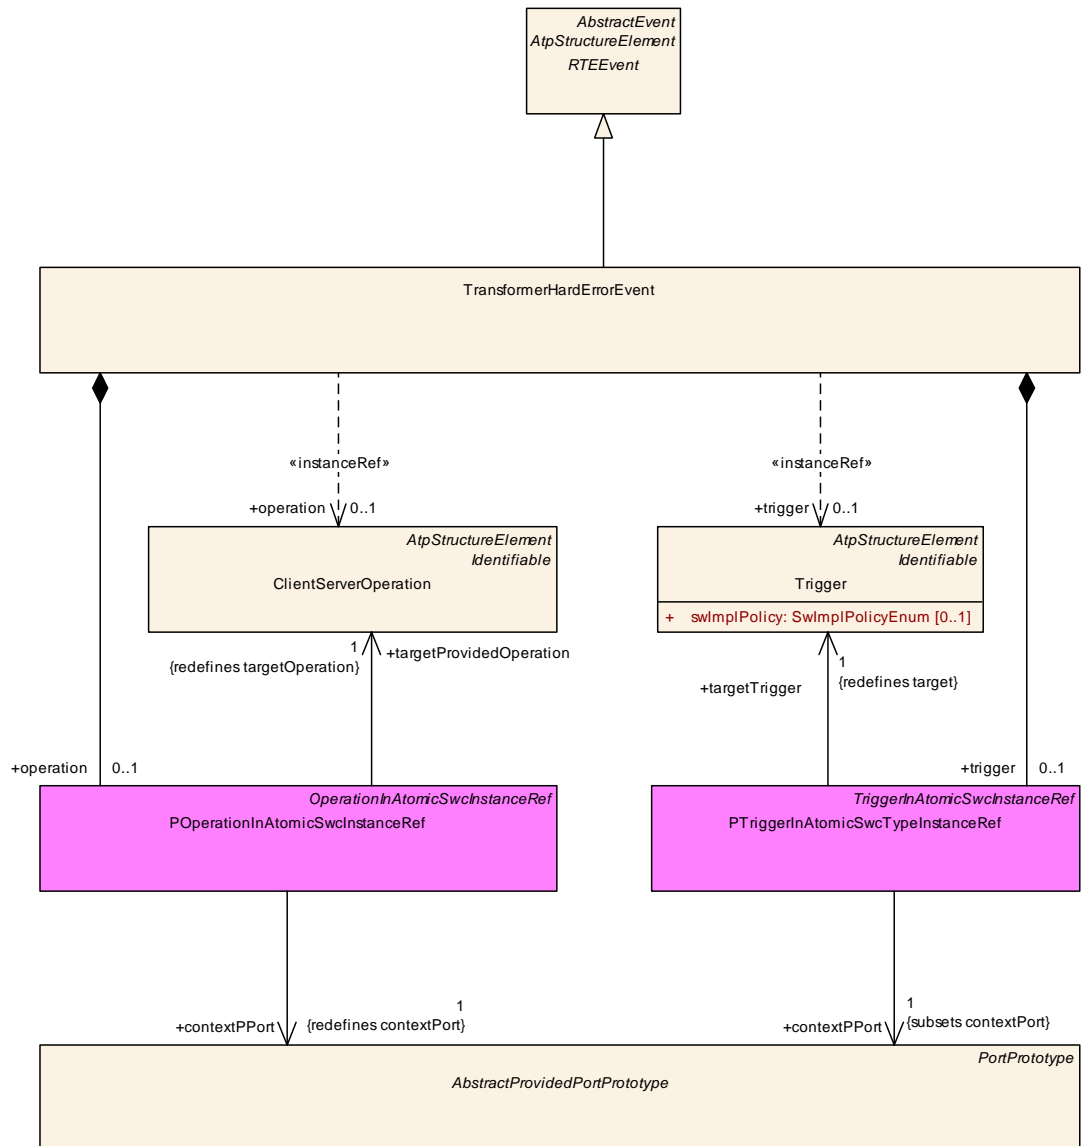 AbstractEvent
AtpStructureElement
RTEEvent
TransformerHardErrorEvent
«instanceRef»
«instanceRef»
+operation
0..1
+trigger
0..1
AtpStructureElement
Identifiable
ClientServerOperation
AtpStructureElement
Identifiable
Trigger
+ swImplPolicy: SwImplPolicyEnum [0..1]
1
{redefines targetOperation}
+targetProvidedOperation
+targetTrigger
1
{redefines target}
+operation
0..1
+trigger
0..1
OperationInAtomicSwcInstanceRef
POperationInAtomicSwcInstanceRef
TriggerInAtomicSwcInstanceRef
PTriggerInAtomicSwcTypeInstanceRef
+contextPPort
1
{redefines contextPort}
+contextPPort
1
{subsets contextPort}
PortPrototype
AbstractProvidedPortPrototype